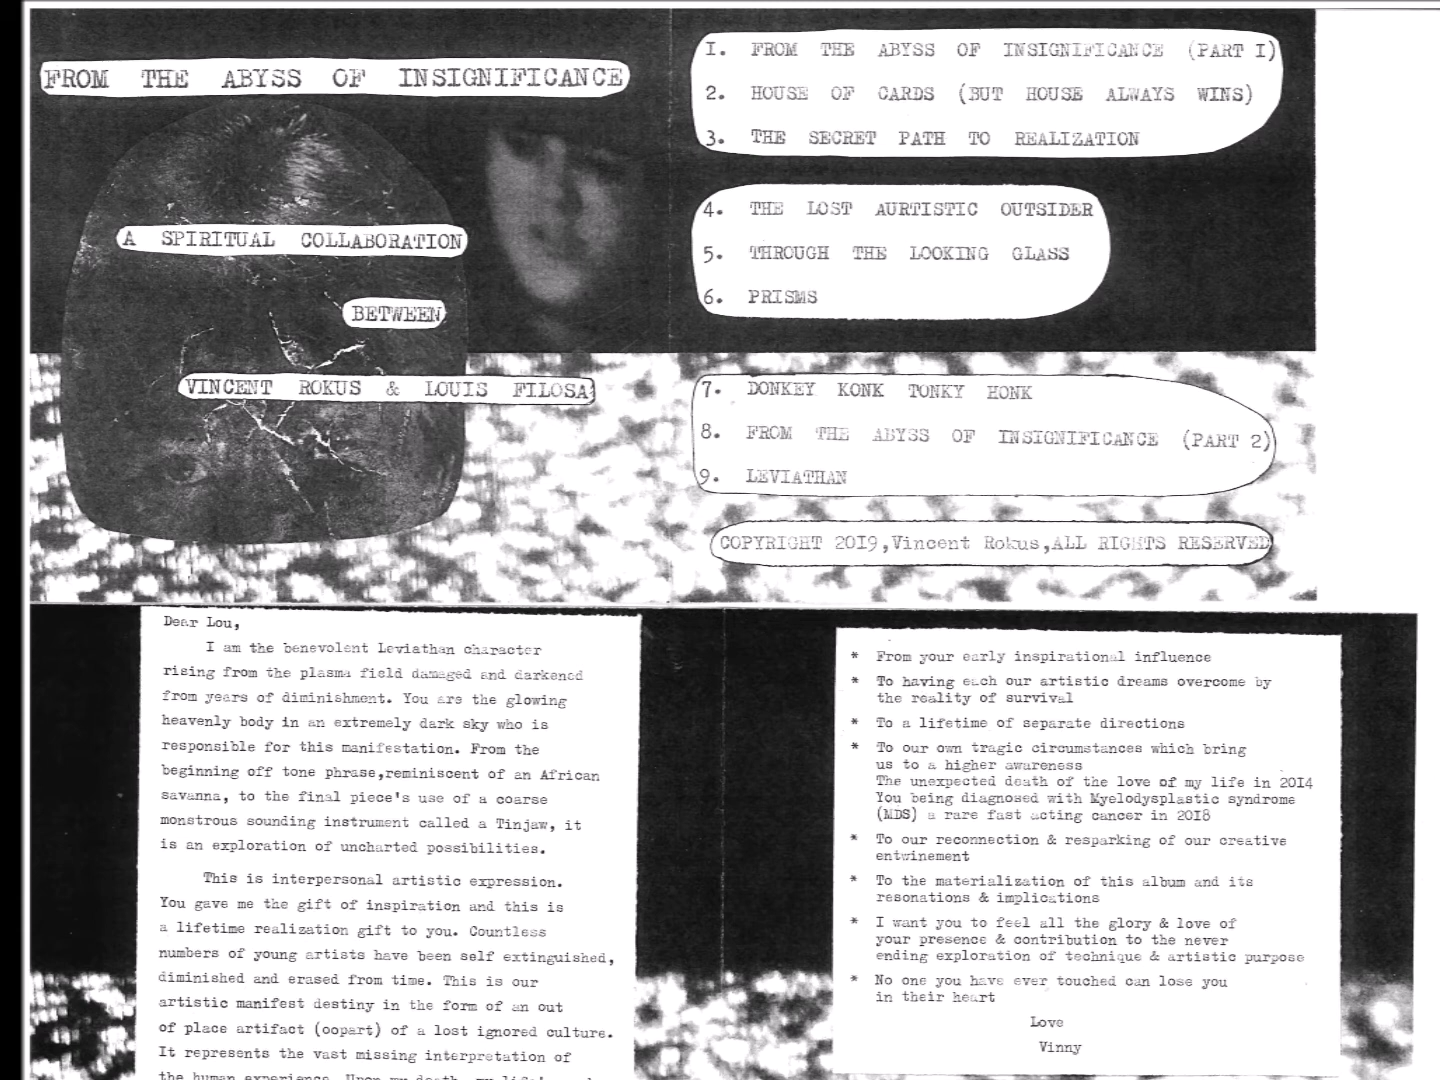 FROM THE ABYSS OF INSIGNIFICANCE
A SPIRITUAL COLLABORATION
BETWEEN
VINCENT ROKUS & LOUIS FILOSA
I. FROM THE ABYSS OF INSIGNIFICANCE (PART I)
2. HOUSE OF CARDS (BUT HOUSE ALWAYS WINS)
3. THE SECRET PATH TO REALIZATION
4. THE LOST AURTISTIC OUTSIDER
5. THROUGH THE LOOKING GLASS
6. PRISMS
7. DONKEY KONK TONKY HONK
8. FROM THE ABYSS OF INSIGNIFICANCE (PART 2)
9. LEVIATHAN
COPYRIGHT 20I9,Vincent Rokus,ALL RIGHTS RESERVED
Dear Lou,
I am the benevolent Leviathan character
rising from the plasma field damaged and darkened
from years of diminishment. You are the glowing
heavenly body in an extremely dark sky who is
responsible for this manifestation. From the
beginning off tone phrase,reminiscent of an African
savanna, to the final piece's use of a coarse
monstrous sounding instrument called a Tinjaw, it
is an exploration of uncharted possibilities.
This is interpersonal artistic expression.
You gave me the gift of inspiration and this is
a lifetime realization gift to you. Countless
numbers of young artists have been self extinguished,
diminished and erased from time. This is our
artistic manifest destiny in the form of an out
of place artifact (oopart) of a lost ignored culture.
It represents the vast missing interpretation of
the human experience. Upon my death, my life's
* From your early inspirational influence
* To having each our artistic dreams overcome by
the reality of survival
* To a lifetime of separate directions
* To our own tragic circumstances which bring
us to a higher awareness
The unexpected death of the love of my life in 20I4
You being diagnosed with Myelodysplastic syndrome
(MDS) a rare fast acting cancer in 20I8
* To our reconnection & resparking of our creative
entwinement
* To the materialization of this album and its
resonations & implications
* I want you to feel all the glory & love of
your presence & contribution to the never
ending exploration of technique & artistic purpose
* No one you have ever touched can lose you
in their heart
Love
Vinny